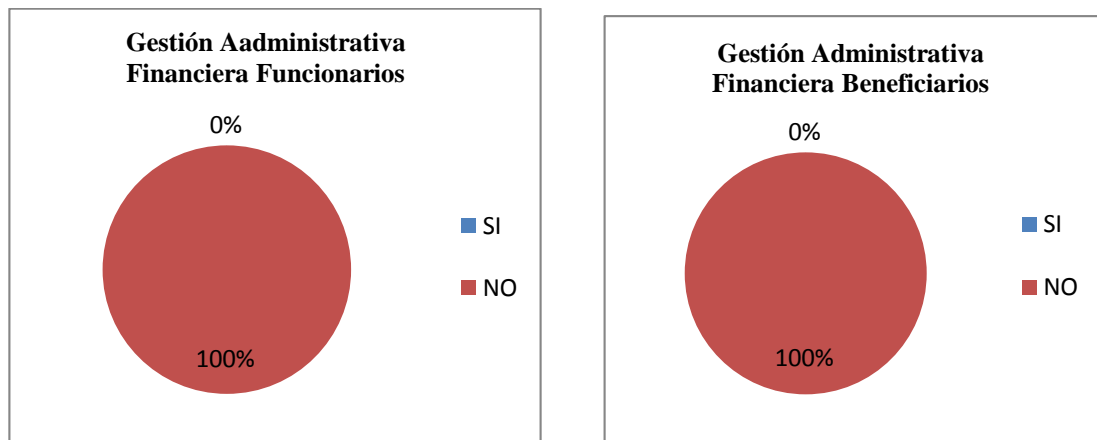 Gestión Aadministrativa
Financiera Funcionarios
0%
SI
NO
100%
Gestión Administrativa
Financiera Beneficiarios
0%
SI
NO
100%